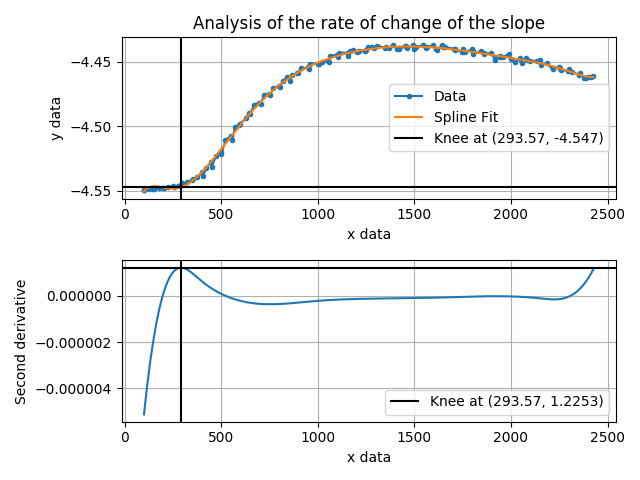 Analysis of the rate of change of the slope
y data
−4.45
−4.50
−4.55
Data
Spline Fit
Knee at (293.57, -4.547)
0 500 1000 1500 2000 2500
x data
Second derivative
0.000000
−0.000002
−0.000004
Knee at (293.57, 1.2253)
0 500 1000 1500 2000 2500
x data